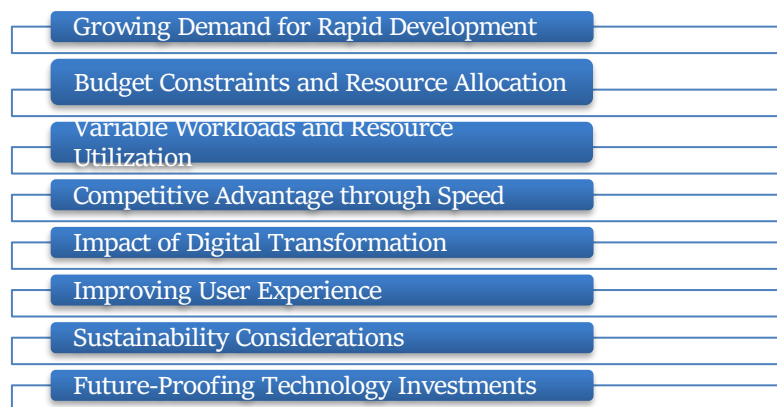 Growing Demand for Rapid Development
Budget Constraints and Resource Allocation
Variable Workloads and Resource
Utilization
Competitive Advantage through Speed
Impact of Digital Transformation
Improving User Experience
Sustainability Considerations
Future-Proofing Technology Investments